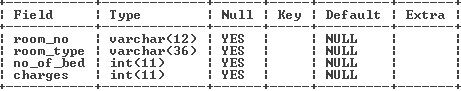 | Field | Type | Null | Key | Default | Extra |
| room_no | varchar(12) | YES | | NULL | |
| room_type | varchar(36) | YES | | NULL | |
| no_of_bed | int(11) | YES | | NULL | |
| charges | int(11) | YES | | NULL | |